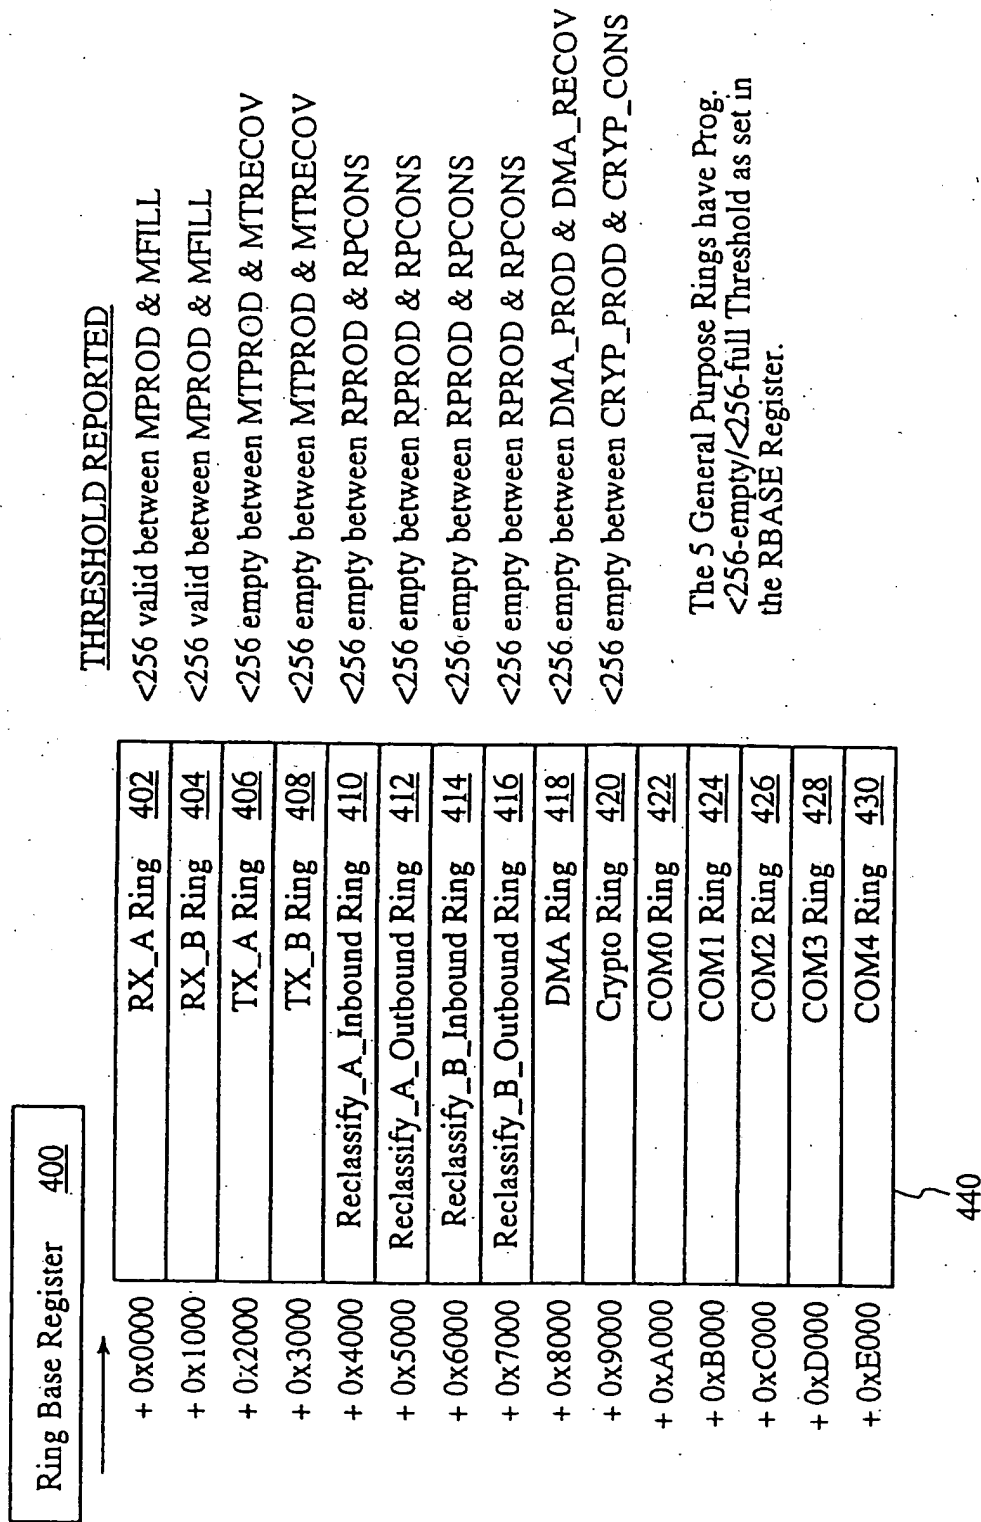 Ring Base Register 400
THRESHOLD REPORTED
+ 0x0000 RX_A Ring 402 <256 valid between MPROD & MFILL
+ 0x1000 RX_B Ring 404 <256 valid between MPROD & MFILL
+ 0x2000 TX_A Ring 406 <256 empty between MTPROD & MTRECOV
+ 0x3000 TX_B Ring 408 <256 empty between MTPROD & MTRECOV
+ 0x4000 Reclassify_A_Inbound Ring 410 <256 empty between RPROD & RPCONS
+ 0x5000 Reclassify_A_Outbound Ring 412 <256 empty between RPROD & RPCONS
+ 0x6000 Reclassify_B_Inbound Ring 414 <256 empty between RPROD & RPCONS
+ 0x7000 Reclassify_B_Outbound Ring 416 <256 empty between RPROD & RPCONS
+ 0x8000 DMA Ring 418 <256 empty between DMA_PROD & DMA_RECOV
+ 0x9000 Crypto Ring 420 <256 empty between CRYP_PROD & CRYP_CONS
+ 0xA000 COM0 Ring 422
+ 0xB000 COM1 Ring 424
+ 0xC000 COM2 Ring 426
+ 0xD000 COM3 Ring 428
+ 0xE000 COM4 Ring 430
The 5 General Purpose Rings have Prog.
<256-empty/<256-full Threshold as set in
the RBASE Register.
440